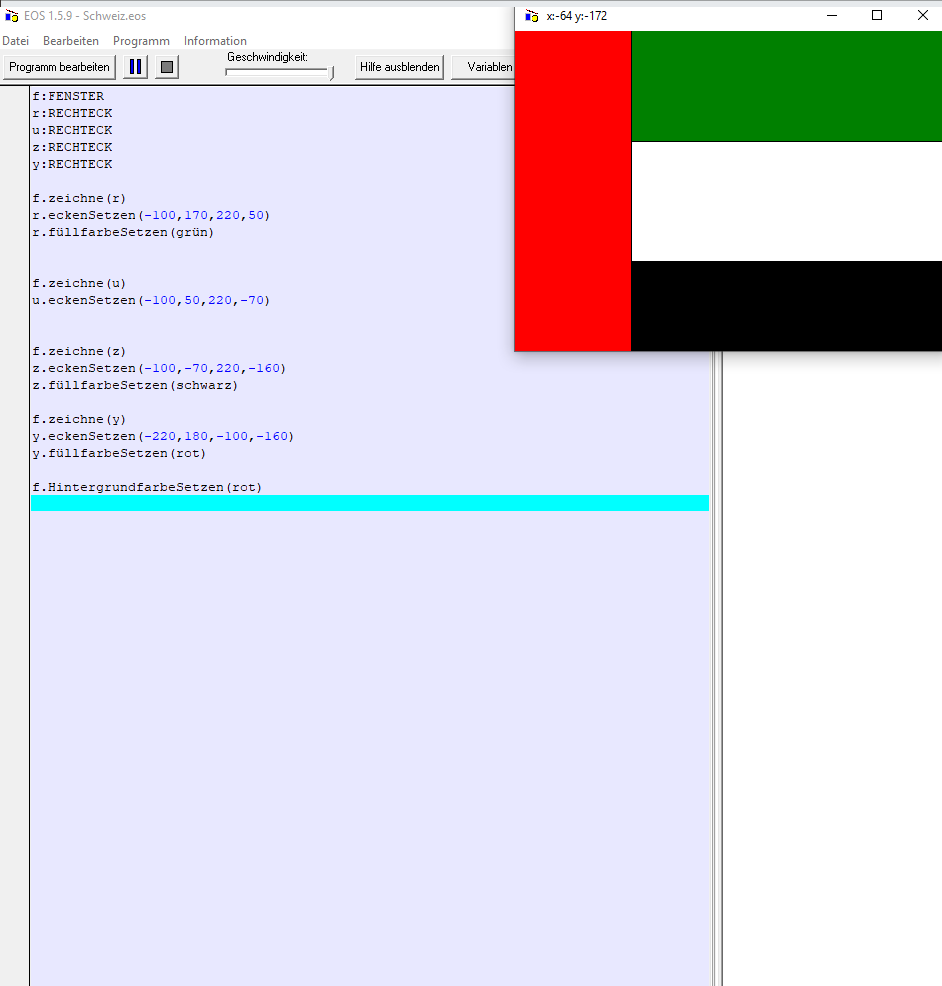 EOS 1.5.9 - Schweiz.eos
x:-64 y:-172
Datei Bearbeiten Programm Information
Programm bearbeiten
Geschwindigkeit:
Hilfe ausblenden
Variablen
f:FENSTER
r:RECHTECK
u:RECHTECK
z:RECHTECK
y:RECHTECK
f.zeichne(r)
r.eckenSetzen(-100,170,220,50)
r.füllfarbeSetzen(grün)
f.zeichne(u)
u.eckenSetzen(-100,50,220,-70)
f.zeichne(z)
z.eckenSetzen(-100,-70,220,-160)
z.füllfarbeSetzen(schwarz)
f.zeichne(y)
y.eckenSetzen(-220,180,-100,-160)
y.füllfarbeSetzen(rot)
f.HintergrundfarbeSetzen(rot)